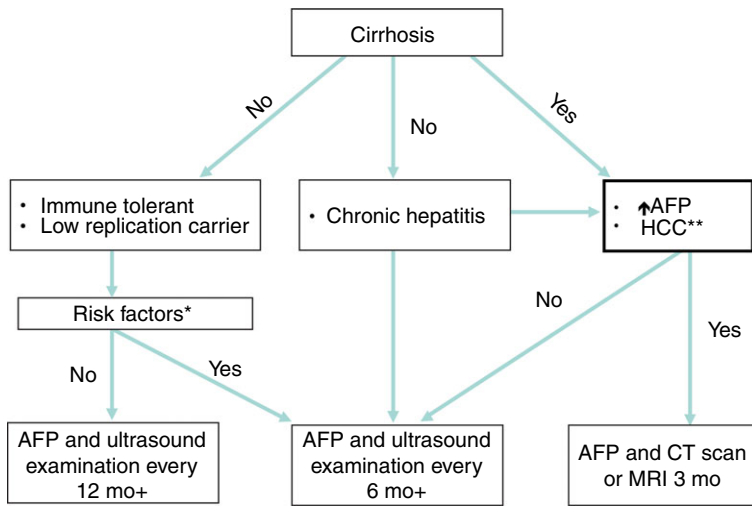 Cirrhosis
No
No
Yes
• Immune tolerant
• Low replication carrier
• Chronic hepatitis
• ↑AFP
• HCC**
Risk factors*
No
Yes
No
Yes
AFP and ultrasound
examination every
12 mo+
AFP and ultrasound
examination every
6 mo+
AFP and CT scan
or MRI 3 mo